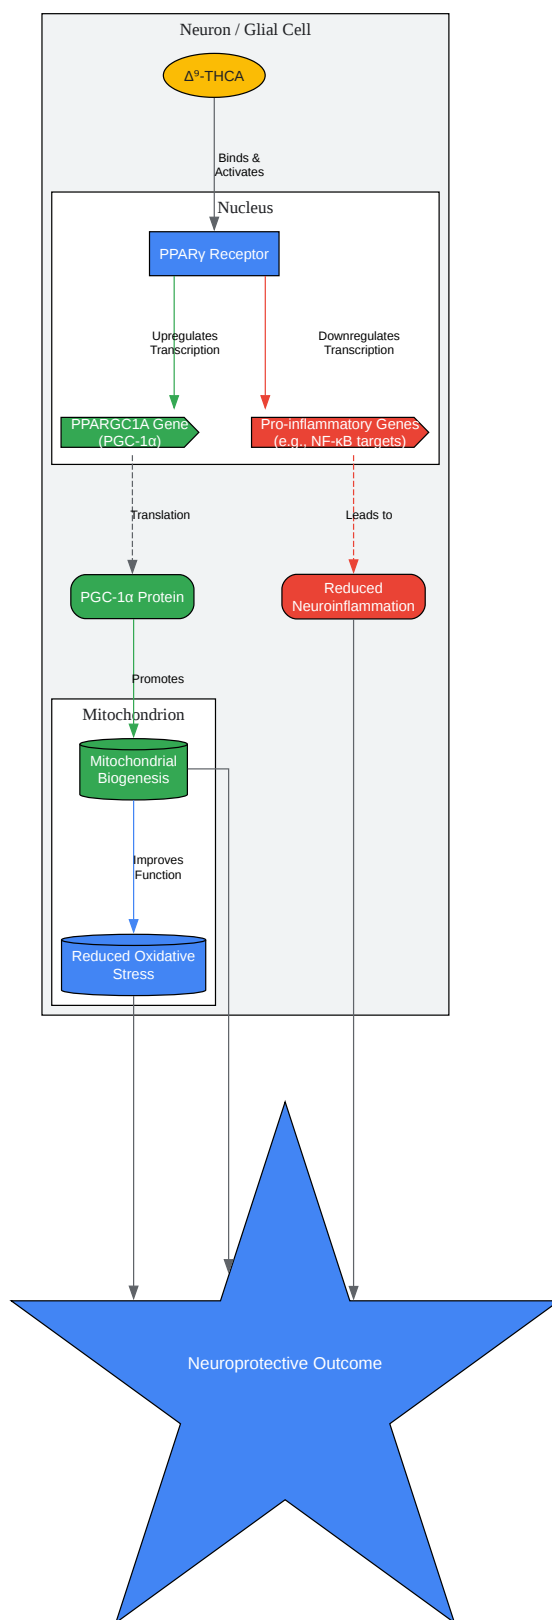 Neuron / Glial Cell
Δ⁹-THCA
Binds &
Activates
Nucleus
PPARγ Receptor
Upregulates
Transcription
Downregulates
Transcription
PPARGC1A Gene
(PGC-1α)
Pro-inflammatory Genes
(e.g., NF-κB targets)
Translation
Leads to
PGC-1α Protein
Reduced
Neuroinflammation
Promotes
Mitochondrion
Mitochondrial
Biogenesis
Improves
Function
Reduced Oxidative
Stress
Neuroprotective Outcome